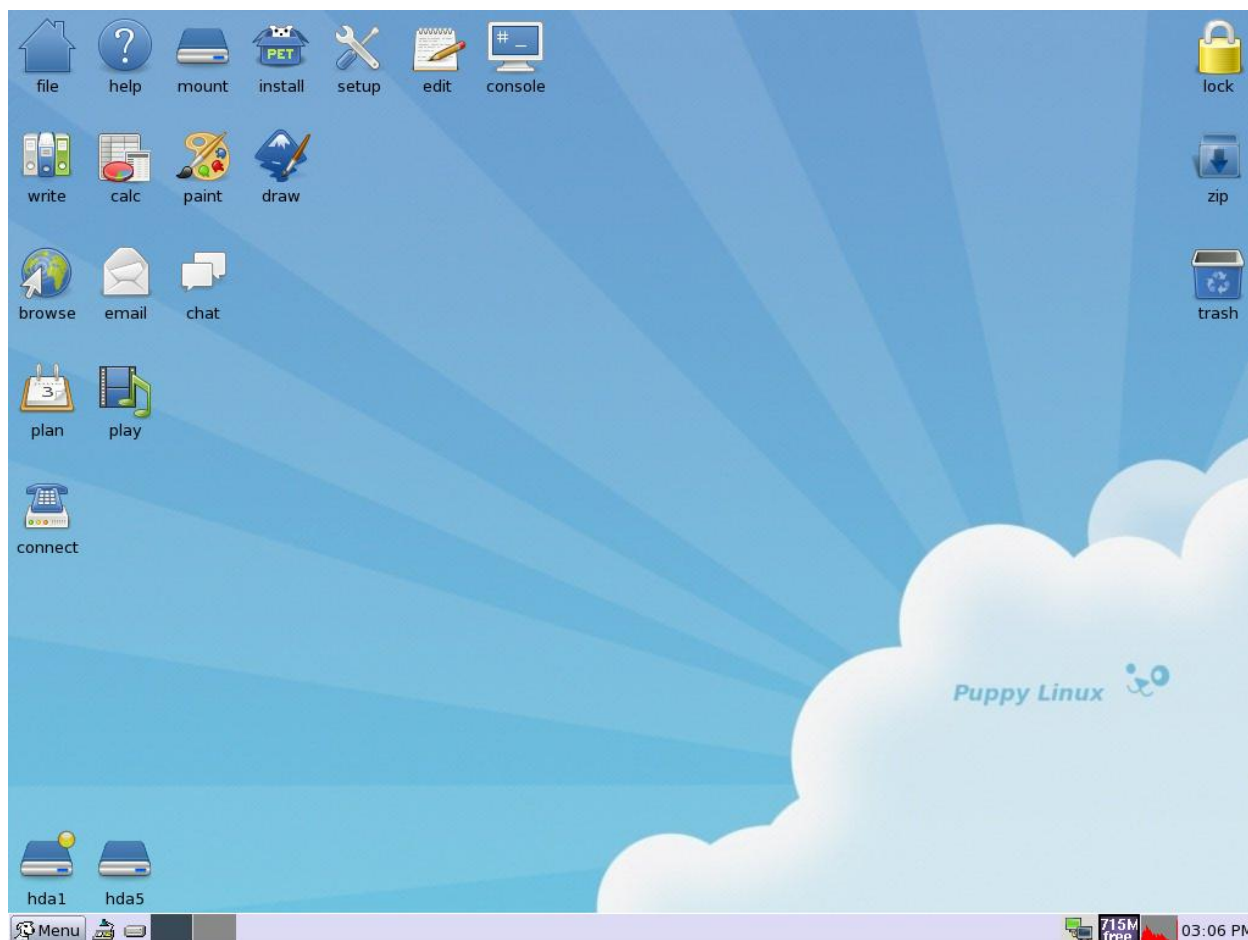 file help mount install setup edit console lock
PET
# _
write calc paint draw zip
browse email chat trash
3
plan play
connect
Puppy Linux
hda1 hda5
Menu 715M free 03:06 PM